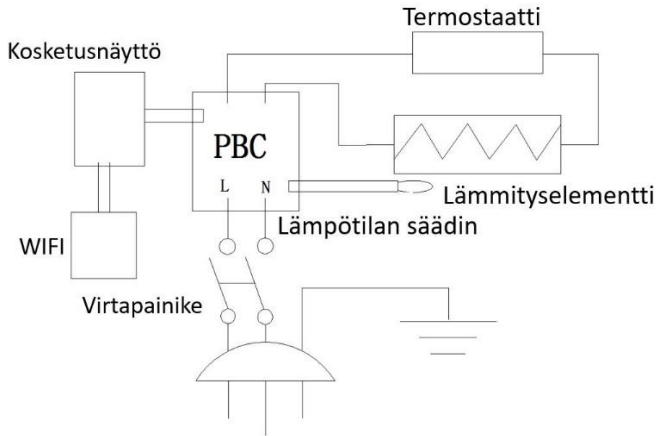 Termostaatti
Kosketusnäyttö
PBC
L N
Lämmityselementti
Lämpötilan säädin
WIFI
Virtapainike